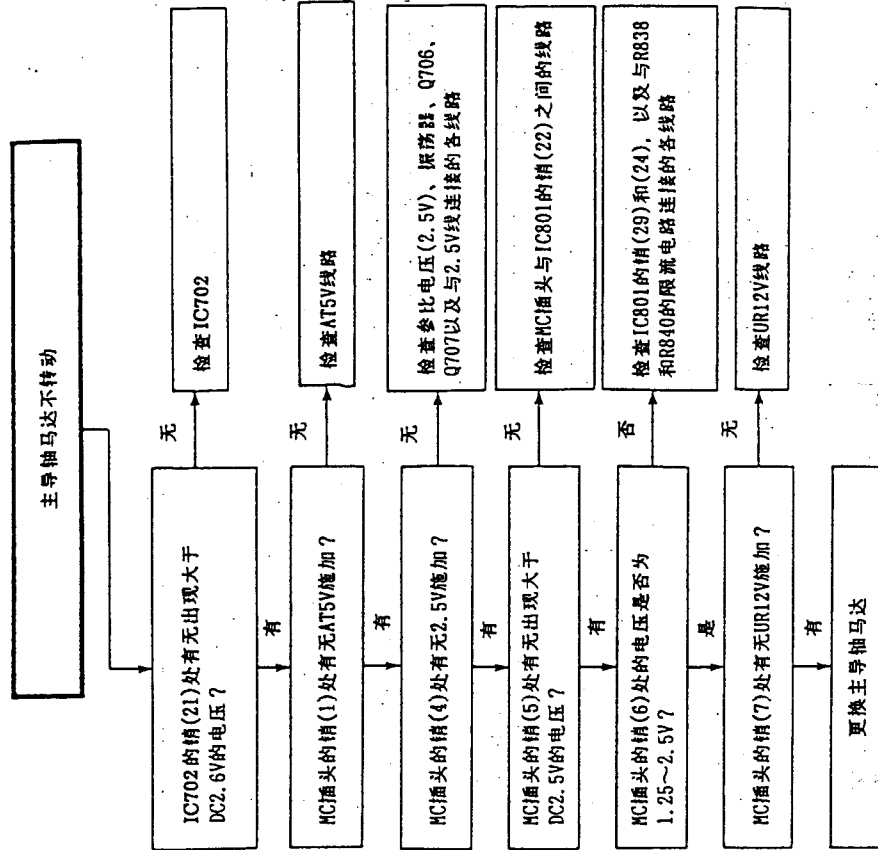 主导轴马达不转动
IC702的销(21)处有无出现大于
DC2.6V的电压?
无
检查IC702
有
MC插头的销(1)处有无AT5V施加?
无
检查AT5V线路
有
MC插头的销(4)处有无2.5V施加?
无
检查参比电压(2.5V)、振荡器、Q706、
Q707以及与2.5V线连接的各线路
有
MC插头的销(5)处有无出现大于
DC2.5V的电压?
无
检查MC插头与IC801的销(22)之间的线路
有
MC插头的销(6)处的电压是否为
1.25～2.5V?
否
检查IC801的销(29)和(24), 以及与R838
和R840的限流电路连接的各线路
是
MC插头的销(7)处有无UR12V施加?
无
检查UR12V线路
有
更换主导轴马达